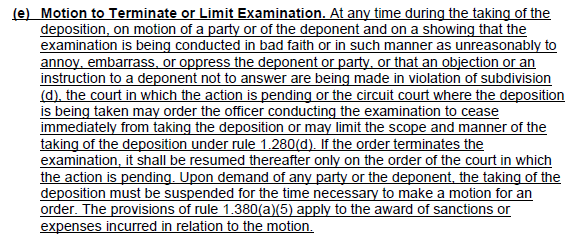 (e) Motion to Terminate or Limit Examination. At any time during the taking of the
deposition, on motion of a party or of the deponent and on a showing that the
examination is being conducted in bad faith or in such manner as unreasonably to
annoy, embarrass, or oppress the deponent or party, or that an objection or an
instruction to a deponent not to answer are being made in violation of subdivision
(d), the court in which the action is pending or the circuit court where the deposition
is being taken may order the officer conducting the examination to cease
immediately from taking the deposition or may limit the scope and manner of the
taking of the deposition under rule 1.280(d). If the order terminates the
examination, it shall be resumed thereafter only on the order of the court in which
the action is pending. Upon demand of any party or the deponent, the taking of the
deposition must be suspended for the time necessary to make a motion for an
order. The provisions of rule 1.380(a)(5) apply to the award of sanctions or
expenses incurred in relation to the motion.